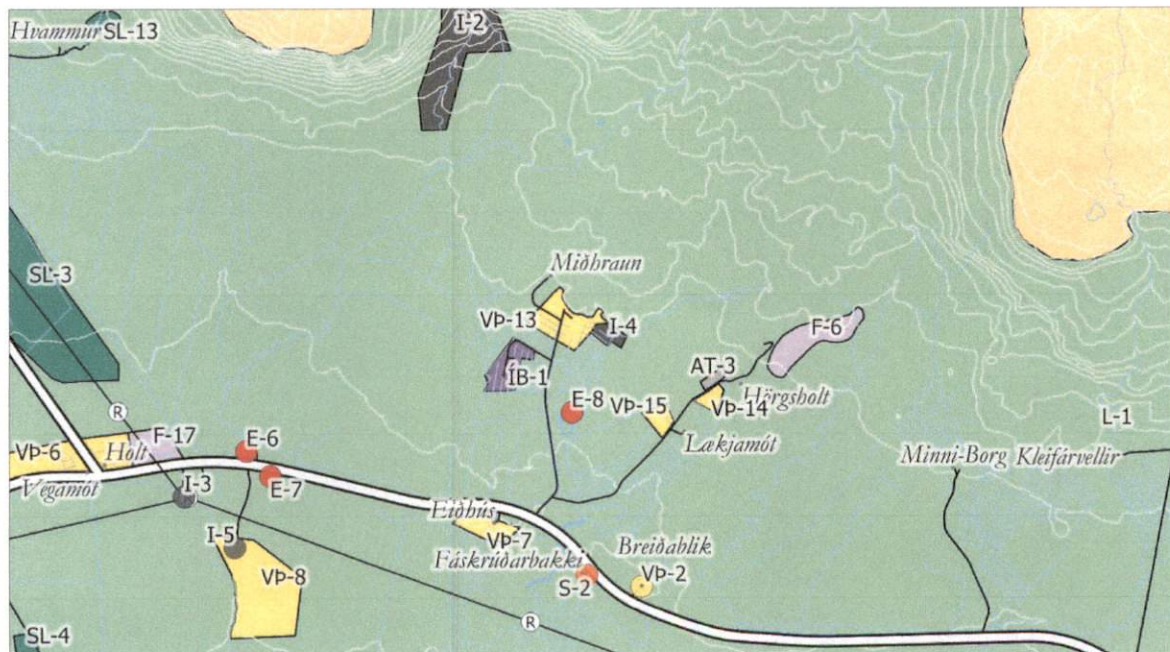 Hvammur SL-13
I-2
SL-3
Miðhraun
VÞ-13
I-4
F-6
ÍB-1
AT-3
Hörgsholt
E-8
VÞ-15
VÞ-14
L-1
Lækjamót
VÞ-6
F-17
E-6
Holt
Minni-Borg
Kleifárvellir
R
Vegamót
I-3
E-7
Eiðhús
I-5
VÞ-7
Fáskrúðarbakki
Breiðablik
VÞ-8
S-2
VÞ-2
R
SL-4